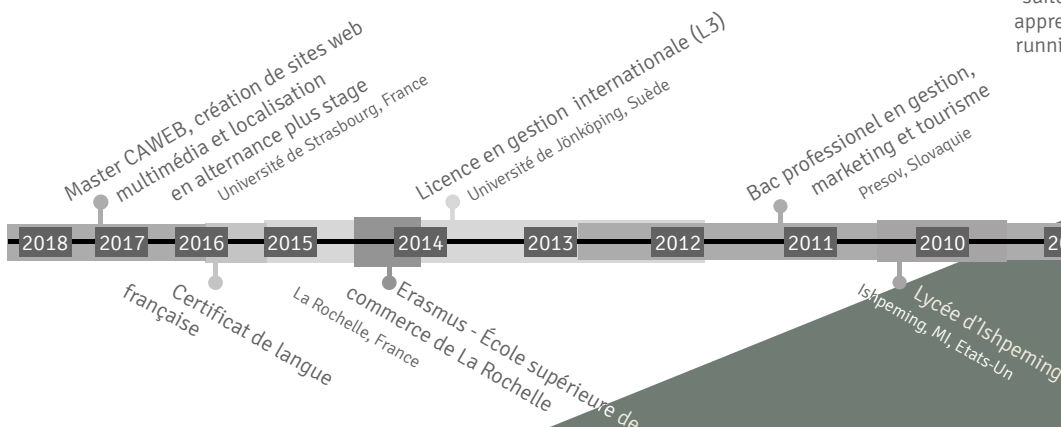 Master CAWEB, création de sites web
multimédia et localisation
en alternance plus stage
Université de Strasbourg, France
Licence en gestion internationale (L3)
Université de Jönköping, Suède
Bac professionel en gestion,
marketing et tourisme
Presov, Slovaquie
2018 2017 2016 2015 2014 2013 2012 2011 2010
Certificat de langue
française
Erasmus - École supérieure de
commerce de La Rochelle
La Rochelle, France
Lycée d'Ishpeming
Ishpeming, MI, Etats-Un